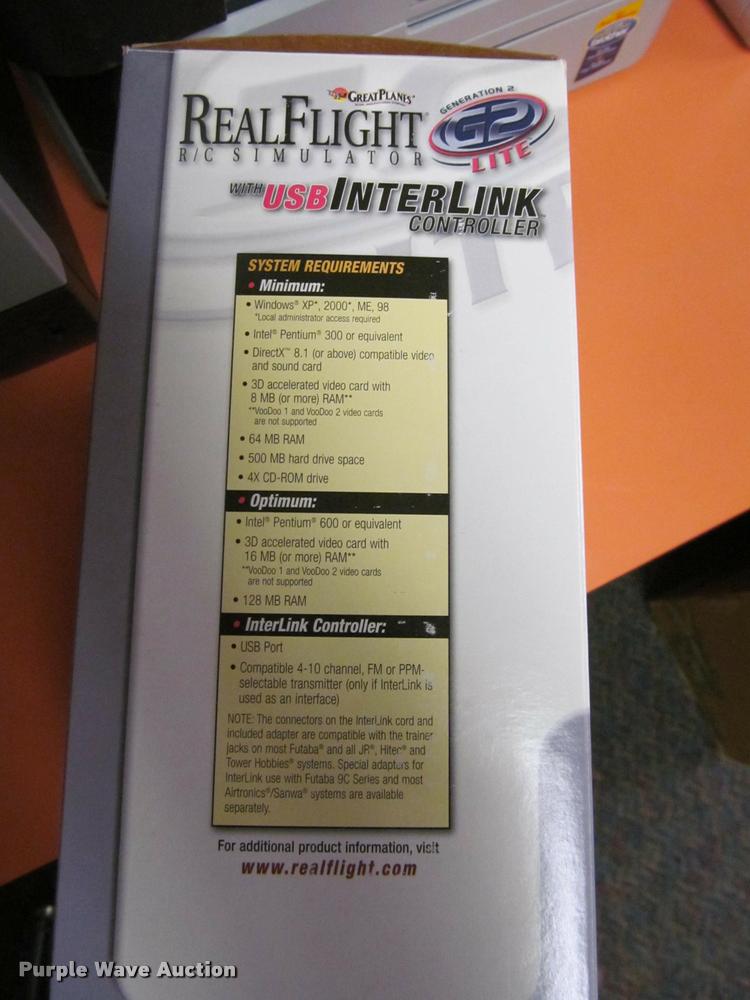 GREAT PLANES®
REALFLIGHT®
R/C SIMULATOR
GENERATION 2
G2
LITE
WITH USB INTERLINK™
CONTROLLER
SYSTEM REQUIREMENTS
• Minimum:
• Windows® XP*, 2000*, ME, 98
*Local administrator access required
• Intel® Pentium® 300 or equivalent
• DirectX™ 8.1 (or above) compatible video
and sound card
• 3D accelerated video card with
8 MB (or more) RAM**
**VooDoo 1 and VooDoo 2 video cards
are not supported
• 64 MB RAM
• 500 MB hard drive space
• 4X CD-ROM drive
• Optimum:
• Intel® Pentium® 600 or equivalent
• 3D accelerated video card with
16 MB (or more) RAM**
**VooDoo 1 and VooDoo 2 video cards
are not supported
• 128 MB RAM
• InterLink Controller:
• USB Port
• Compatible 4-10 channel, FM or PPM-
selectable transmitter (only if InterLink is
used as an interface)
NOTE: The connectors on the InterLink cord and
included adapter are compatible with the trainer
jacks on most Futaba® and all JR®, Hitec® and
Tower Hobbies® systems. Special adapters for
InterLink use with Futaba 9C Series and most
Airtronics®/Sanwa® systems are available
separately.
For additional product information, visit
www.realflight.com
Purple Wave Auction